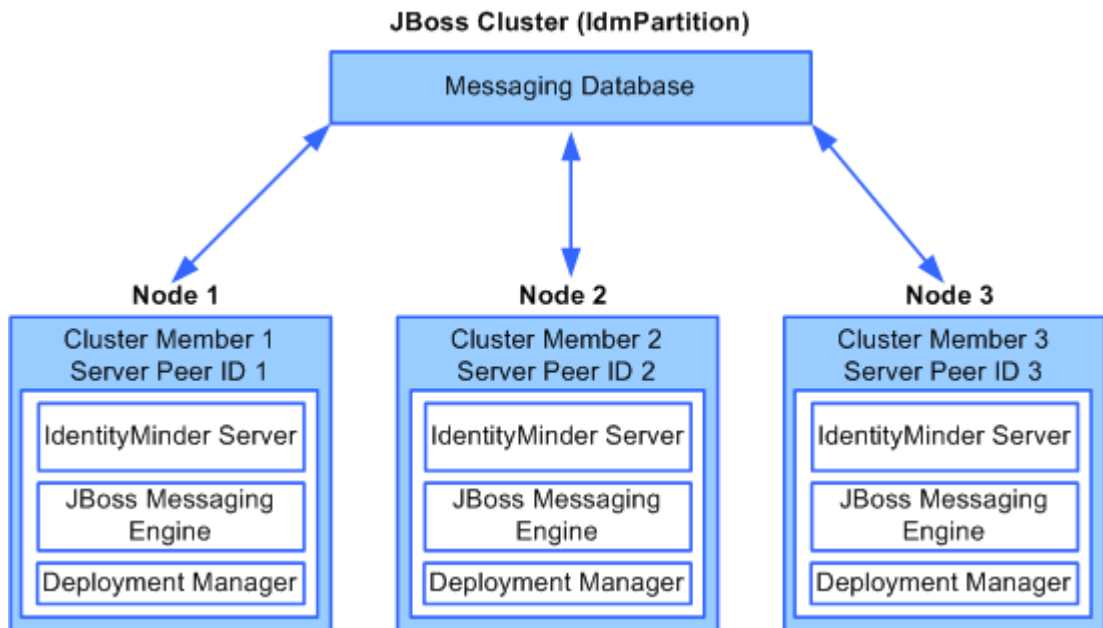 JBoss Cluster (IdmPartition)
Messaging Database
Node 1
Node 2
Node 3
Cluster Member 1
Server Peer ID 1
IdentityMinder Server
JBoss Messaging
Engine
Deployment Manager
Cluster Member 2
Server Peer ID 2
IdentityMinder Server
JBoss Messaging
Engine
Deployment Manager
Cluster Member 3
Server Peer ID 3
IdentityMinder Server
JBoss Messaging
Engine
Deployment Manager